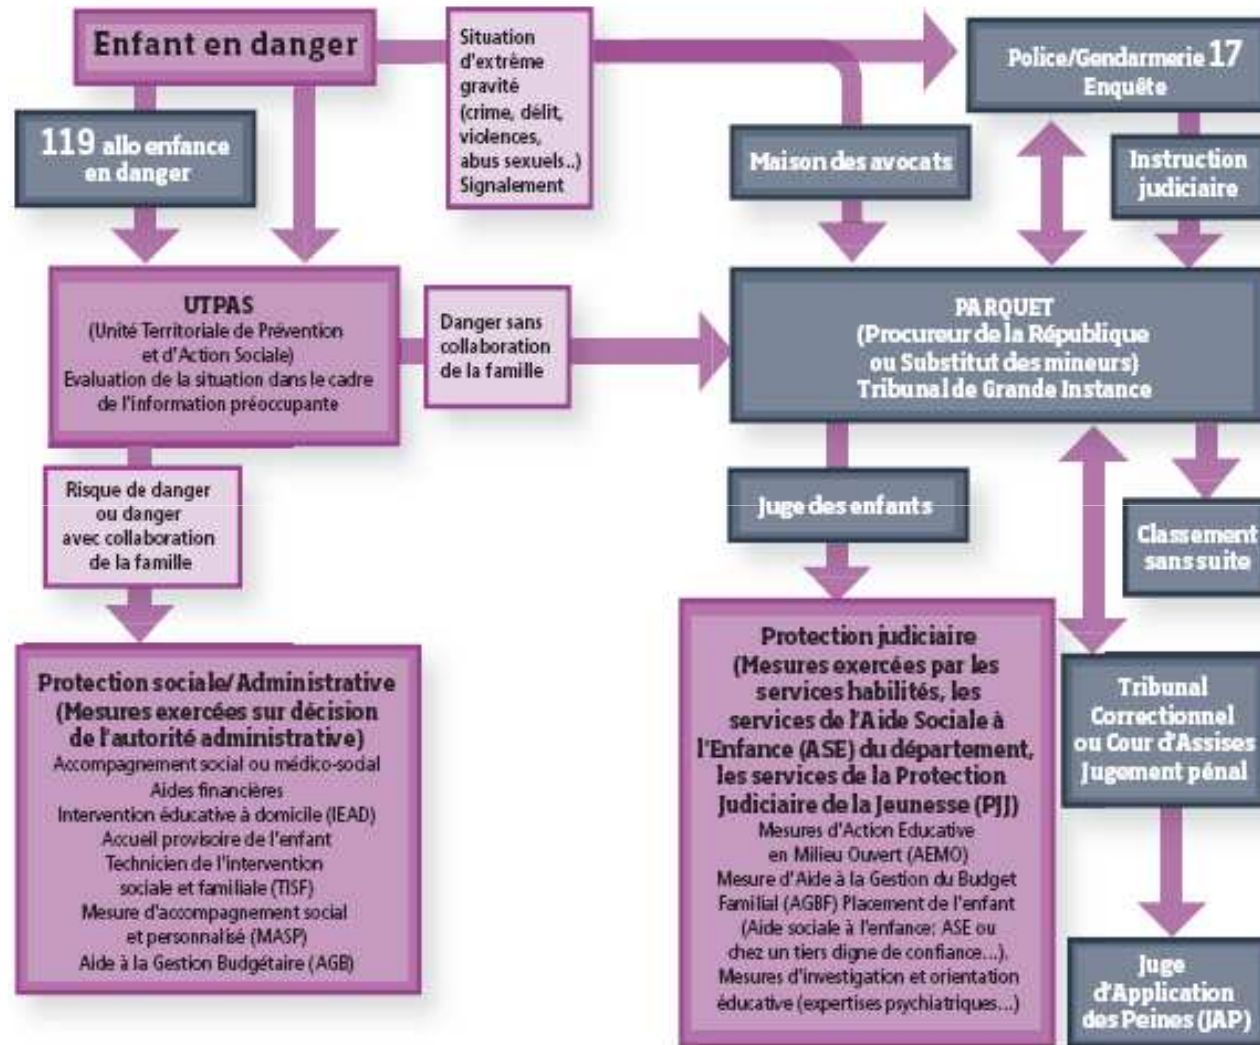 Enfant en danger
Situation
d'extrême
gravité
(crime, délit,
violences,
abus sexuels..)
Signalement
Police/Gendarmerie 17
Enquête
119 allo enfance
en danger
Maison des avocats
Instruction
judiciaire
UTPAS
(Unité Territoriale de Prévention
et d'Action Sociale)
Evaluation de la situation dans le cadre
de l'information préoccupante
Danger sans
collaboration
de la famille
PARQUET
(Procureur de la République
ou Substitut des mineurs)
Tribunal de Grande Instance
Risque de danger
ou danger
avec collaboration
de la famille
Juge des enfants
Classement
sans suite
Protection sociale/Administrative
(Mesures exercées sur décision
de l'autorité administrative)
Accompagnement social ou médico-social
Aides financières
Intervention éducative à domicile (IEAD)
Accueil provisoire de l'enfant
Technicien de l'intervention
sociale et familiale (TISF)
Mesure d'accompagnement social
et personnalisé (MASP)
Aide à la Gestion Budgétaire (AGB)
Protection judiciaire
(Mesures exercées par les
services habilités, les
services de l'Aide Sociale à
l'Enfance (ASE) du département,
les services de la Protection
Judiciaire de la Jeunesse (PJJ)
Mesures d'Action Educative
en Milieu Ouvert (AEMO)
Mesure d'Aide à la Gestion du Budget
Familial (AGBF) Placement de l'enfant
(Aide sociale à l'enfance: ASE ou
chez un tiers digne de confiance...).
Mesures d'investigation et orientation
éducative (expertises psychiatriques...)
Tribunal
Correctionnel
ou Cour d'Assises
Jugement pénal
Juge
d'Application
des Peines (JAP)